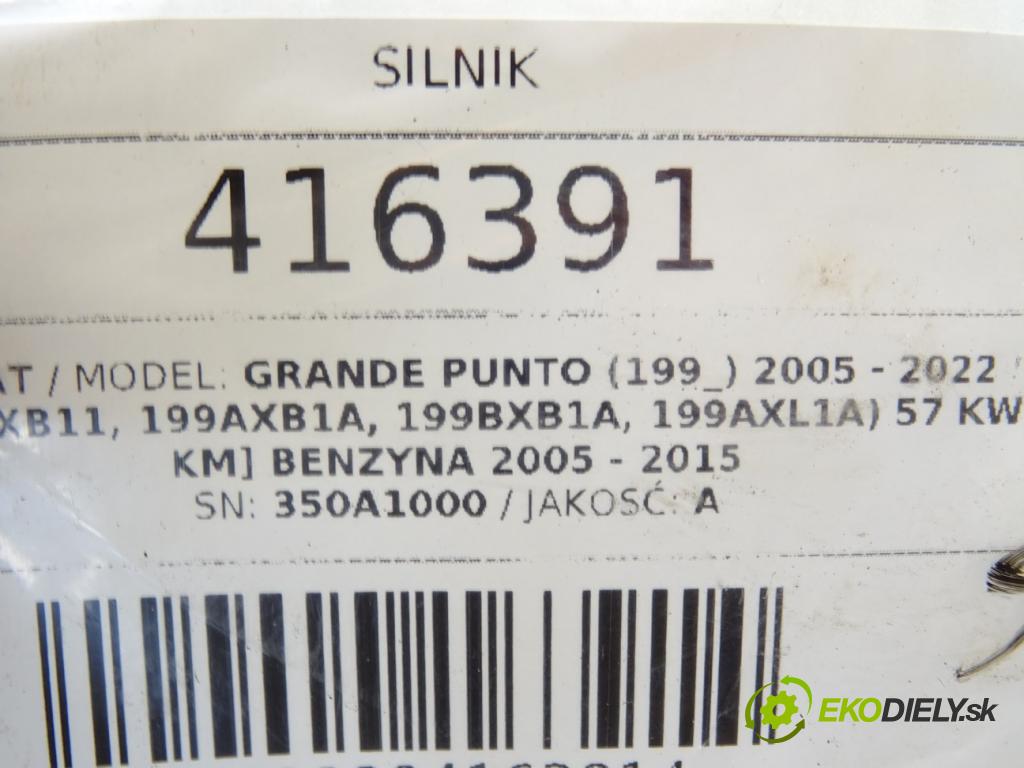 SILNIK
416391
AT / MODEL: GRANDE PUNTO (199_) 2005 - 2022
XB11, 199AXB1A, 199BXB1A, 199AXL1A) 57 KW
KM] BENZYNA 2005 - 2015
SN: 350A1000 / JAKOŚĆ: A
EKODIELY.sk